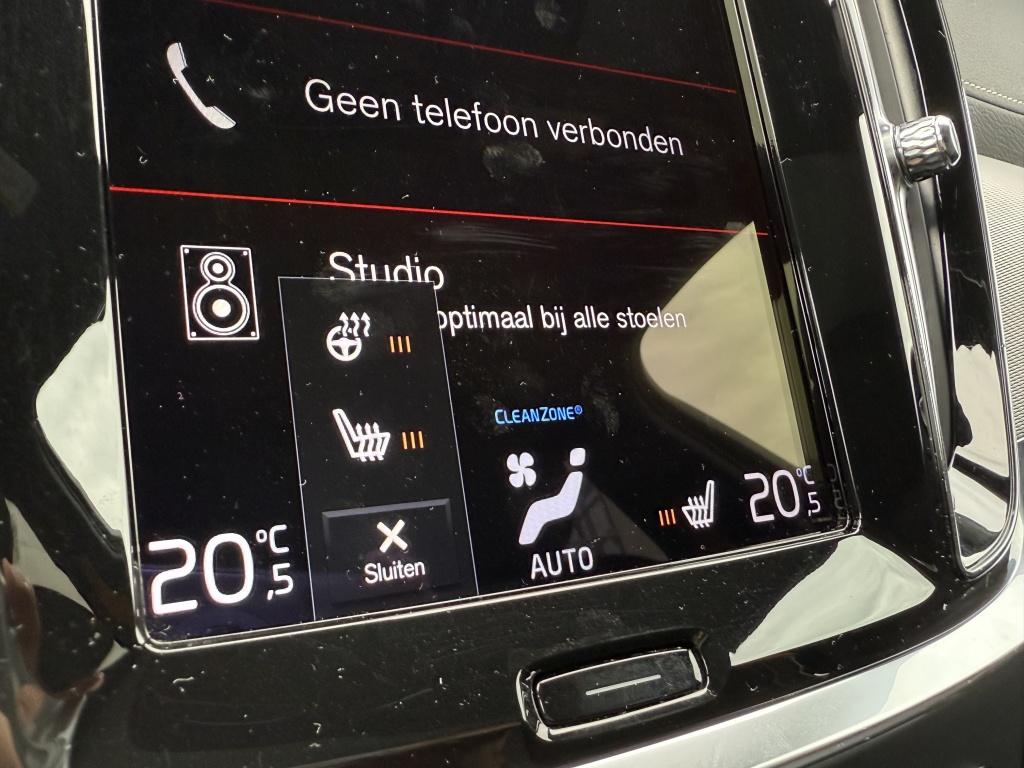 Geen telefoon verbonden
Studio
optimaal bij alle stoelen
CLEANZONE®
20,5 °C
Sluiten
AUTO
20,5 °C